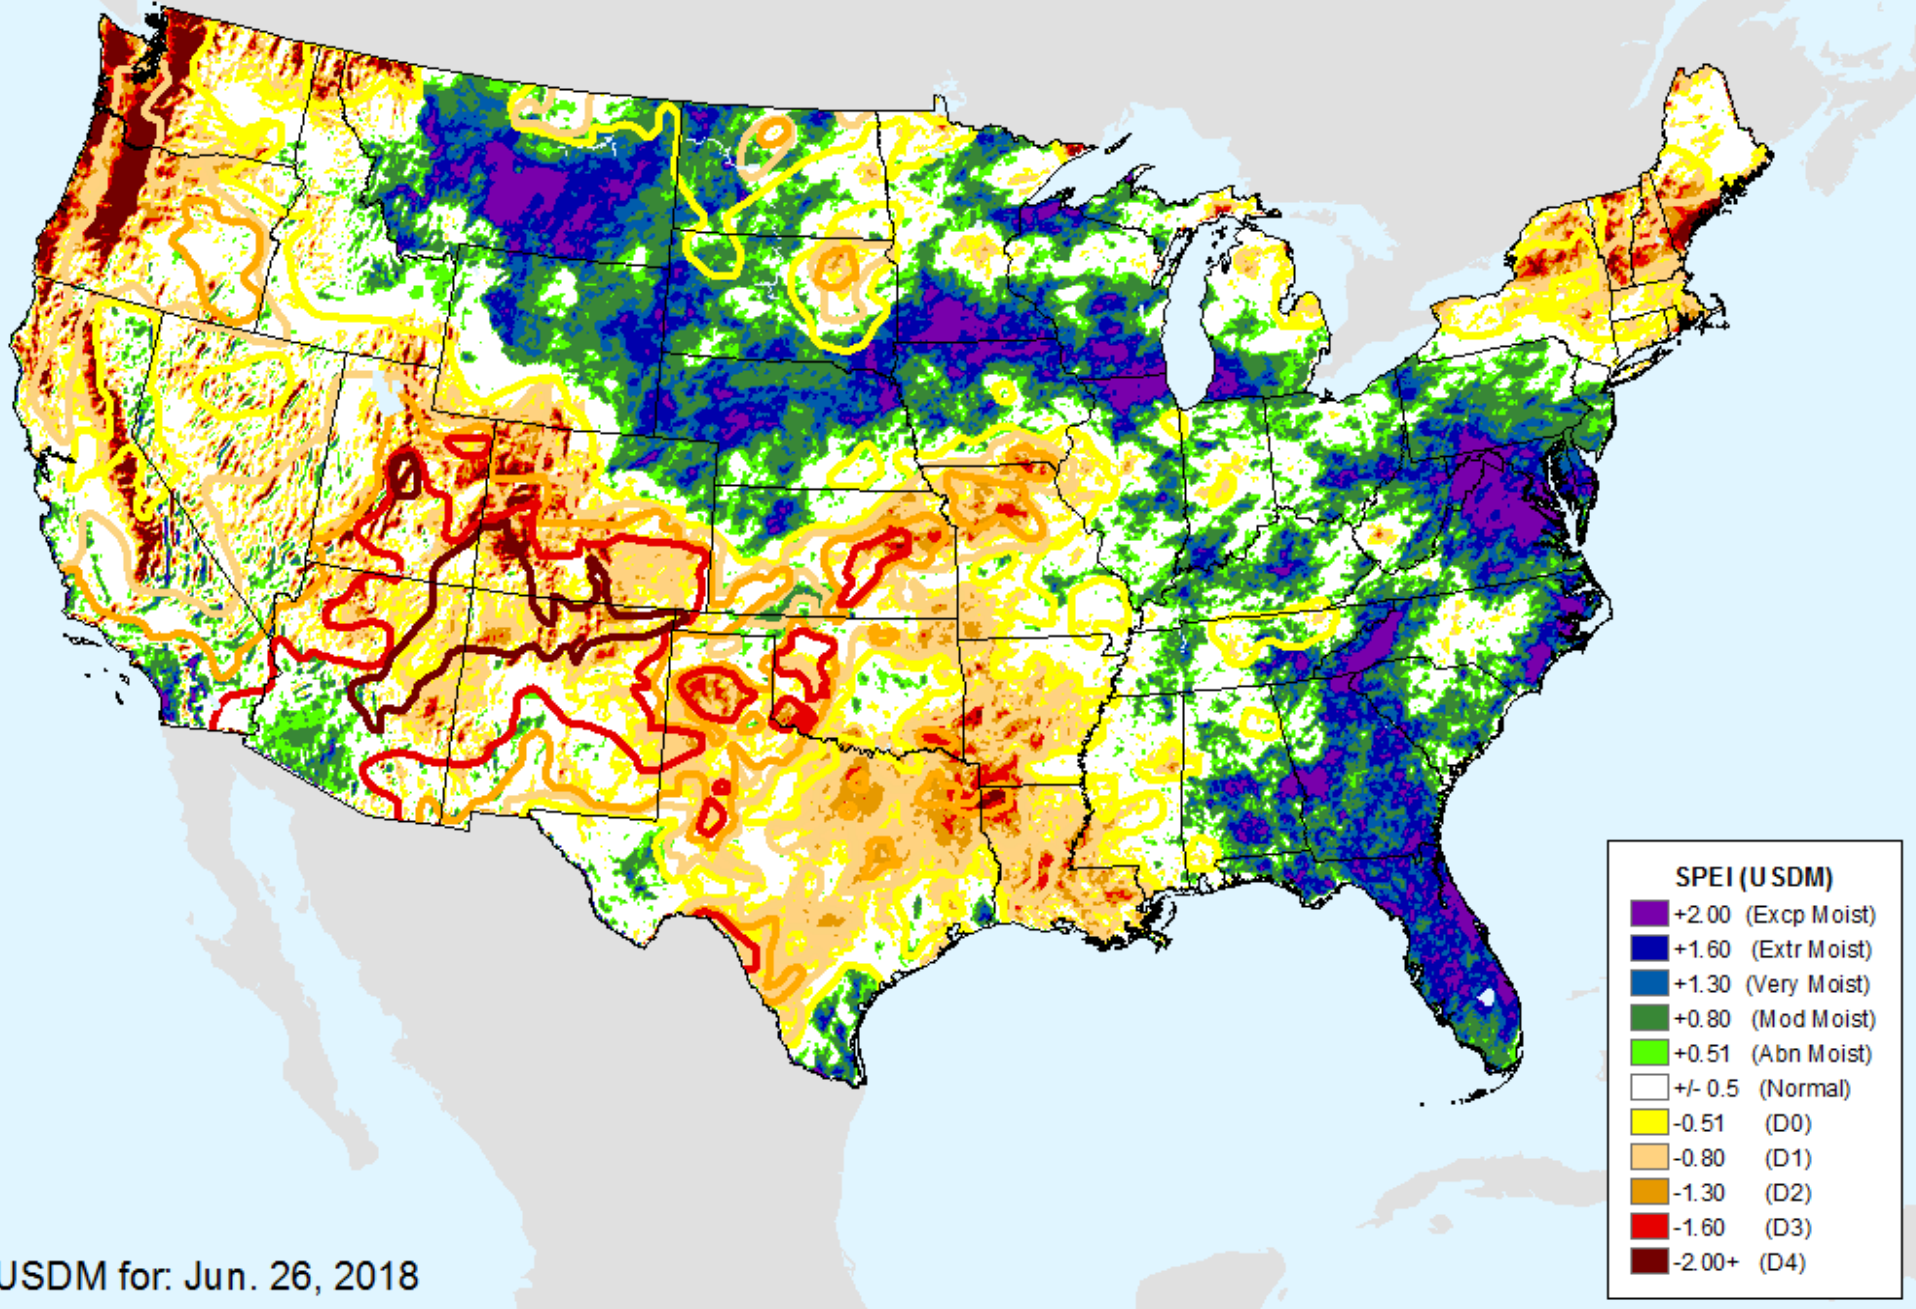 SPEI (USDM)
+2.00 (Excp Moist)
+1.60 (Extr Moist)
+1.30 (Very Moist)
+0.80 (Mod Moist)
+0.51 (Abn Moist)
+/- 0.5 (Normal)
-0.51 (D0)
-0.80 (D1)
-1.30 (D2)
-1.60 (D3)
-2.00+ (D4)
USDM for: Jun. 26, 2018